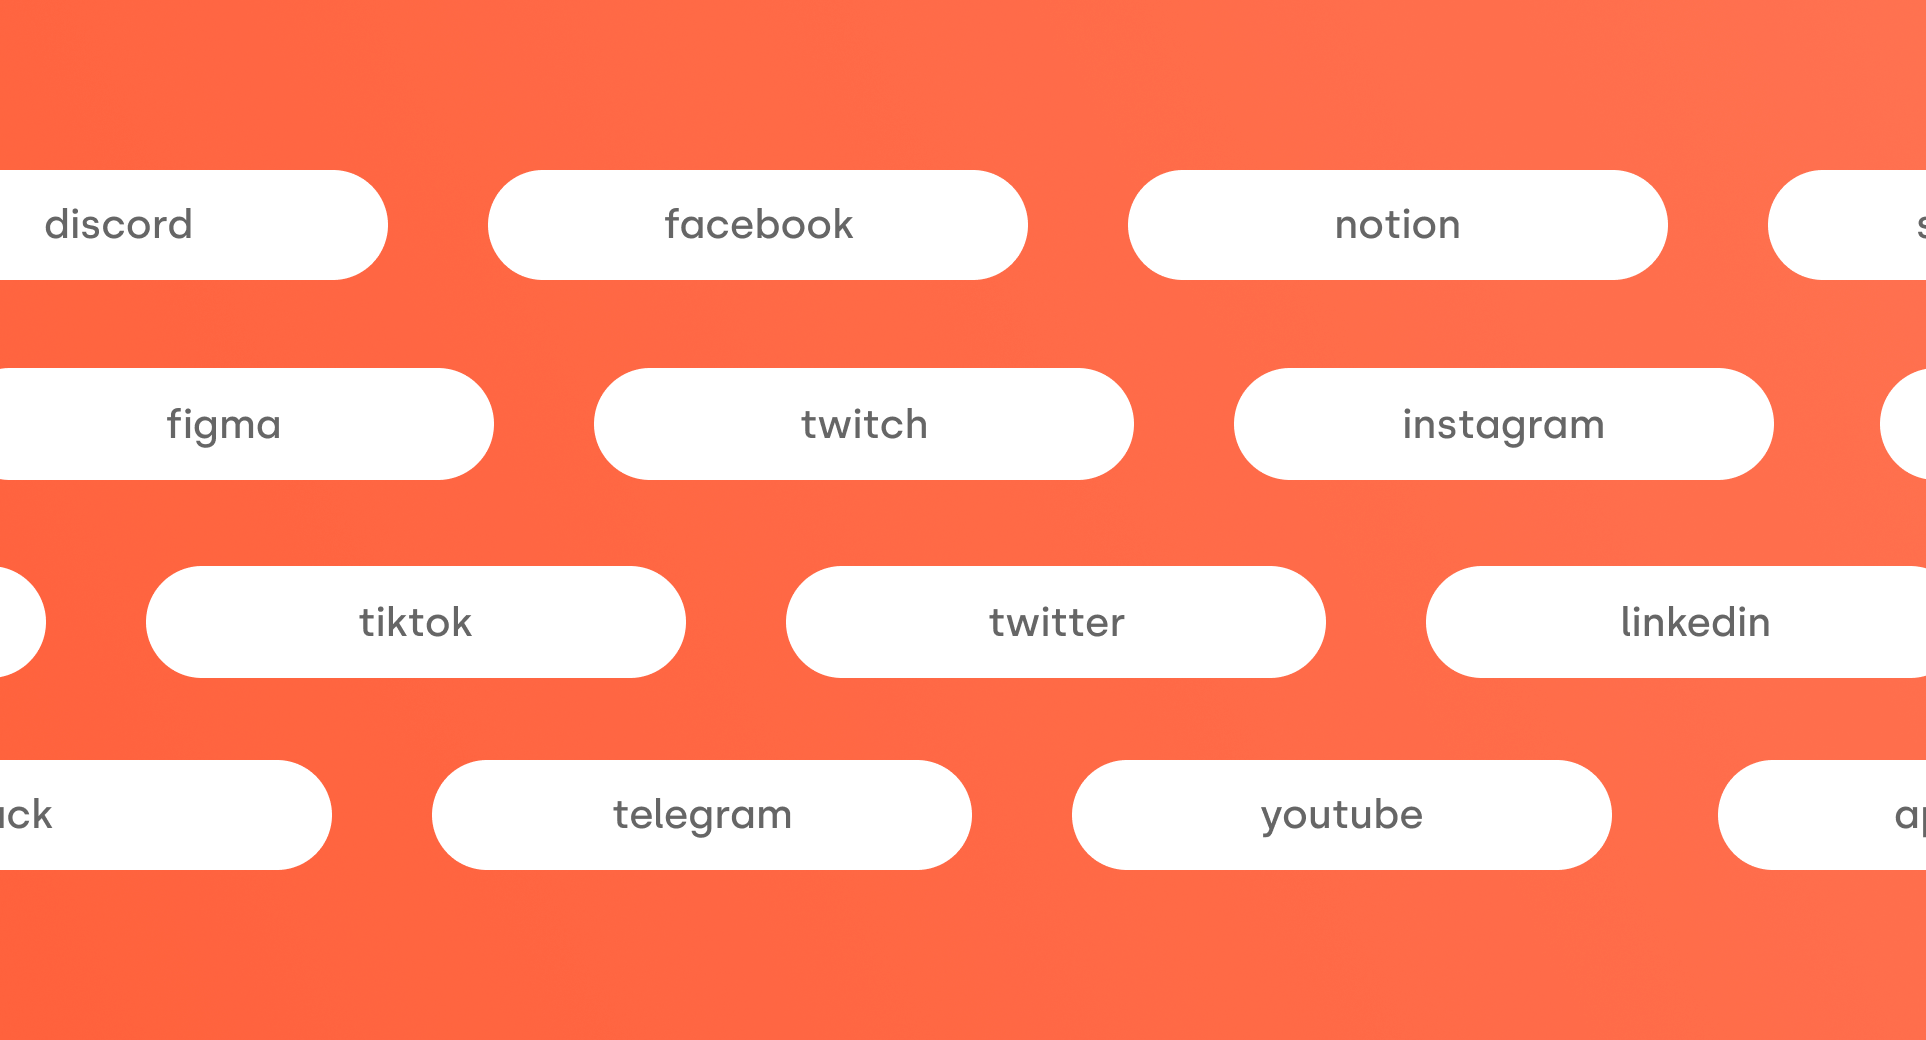 discord facebook notion
figma twitch instagram
tiktok twitter linkedin
telegram youtube